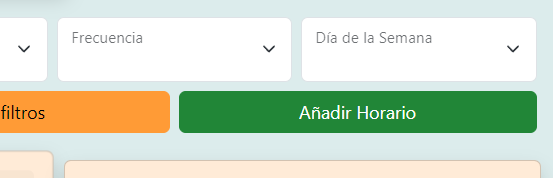 Frecuencia
Día de la Semana
filtros
Añadir Horario